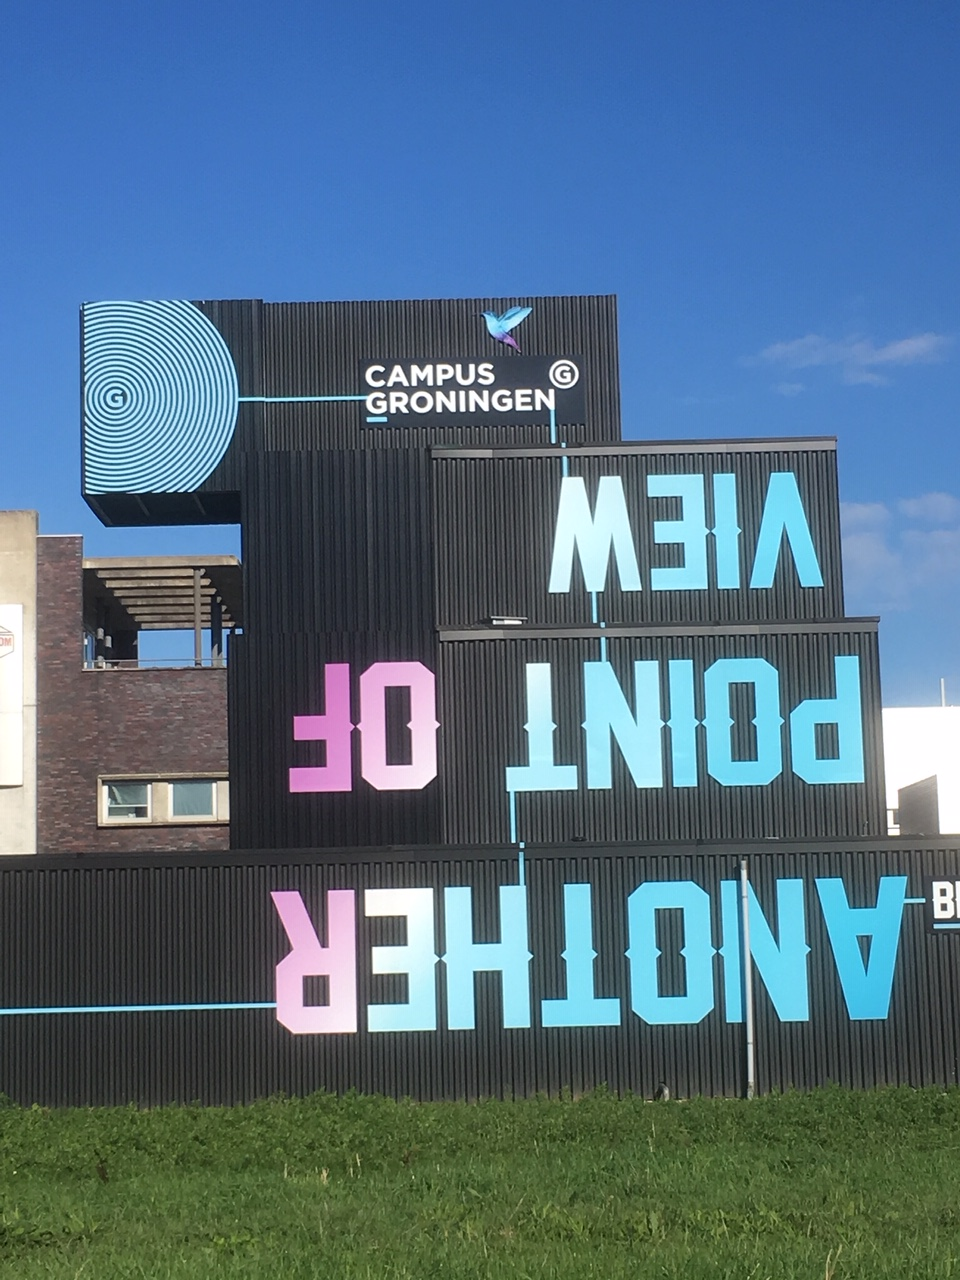 G
CAMPUS G
GRONINGEN
ANOTHER
POINT OF
VIEW